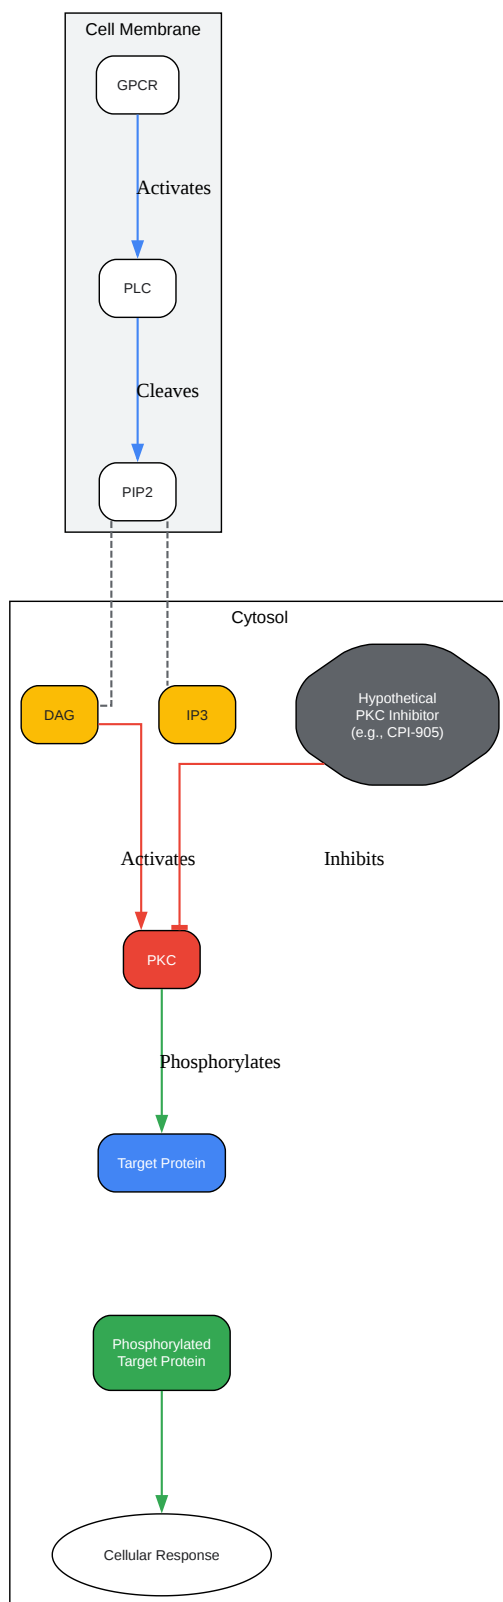 Cell Membrane
GPCR
Activates
PLC
Cleaves
PIP2
Cytosol
DAG
IP3
Hypothetical
PKC Inhibitor
(e.g., CPI-905)
Activates
Inhibits
PKC
Phosphorylates
Target Protein
Phosphorylated
Target Protein
Cellular Response